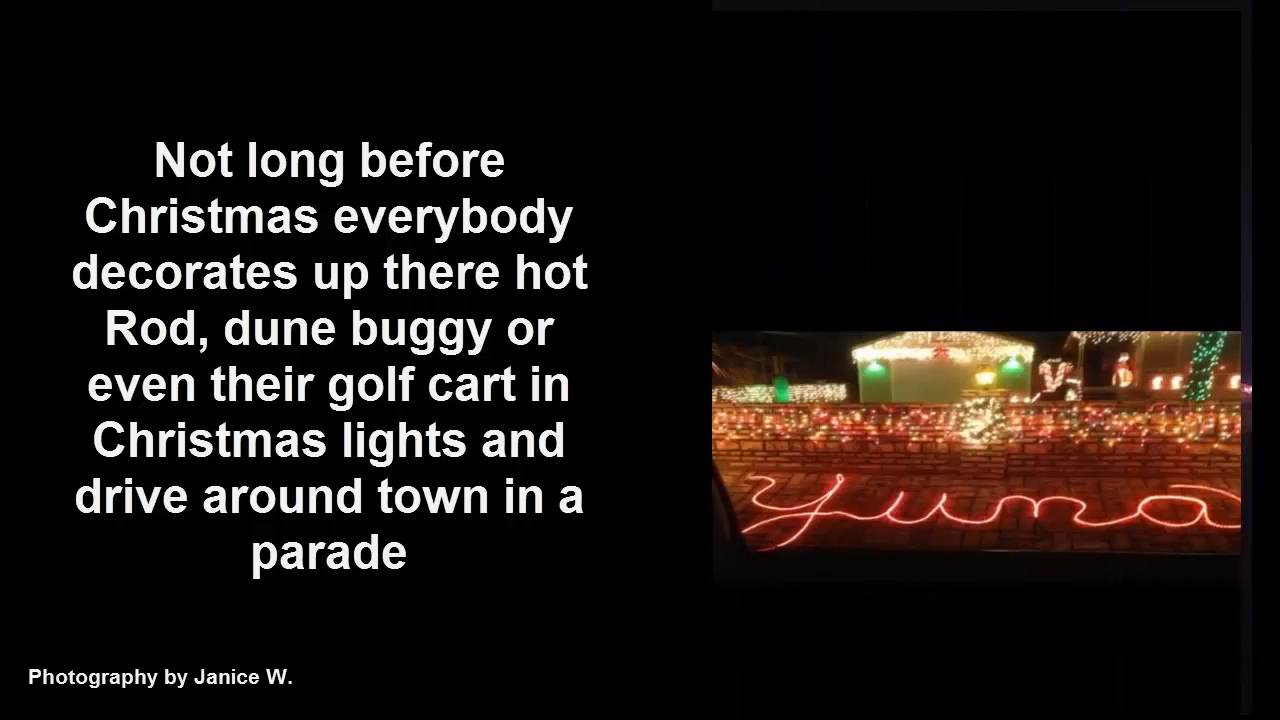 Not long before
Christmas everybody
decorates up there hot
Rod, dune buggy or
even their golf cart in
Christmas lights and
drive around town in a
parade
Yuma
Photography by Janice W.